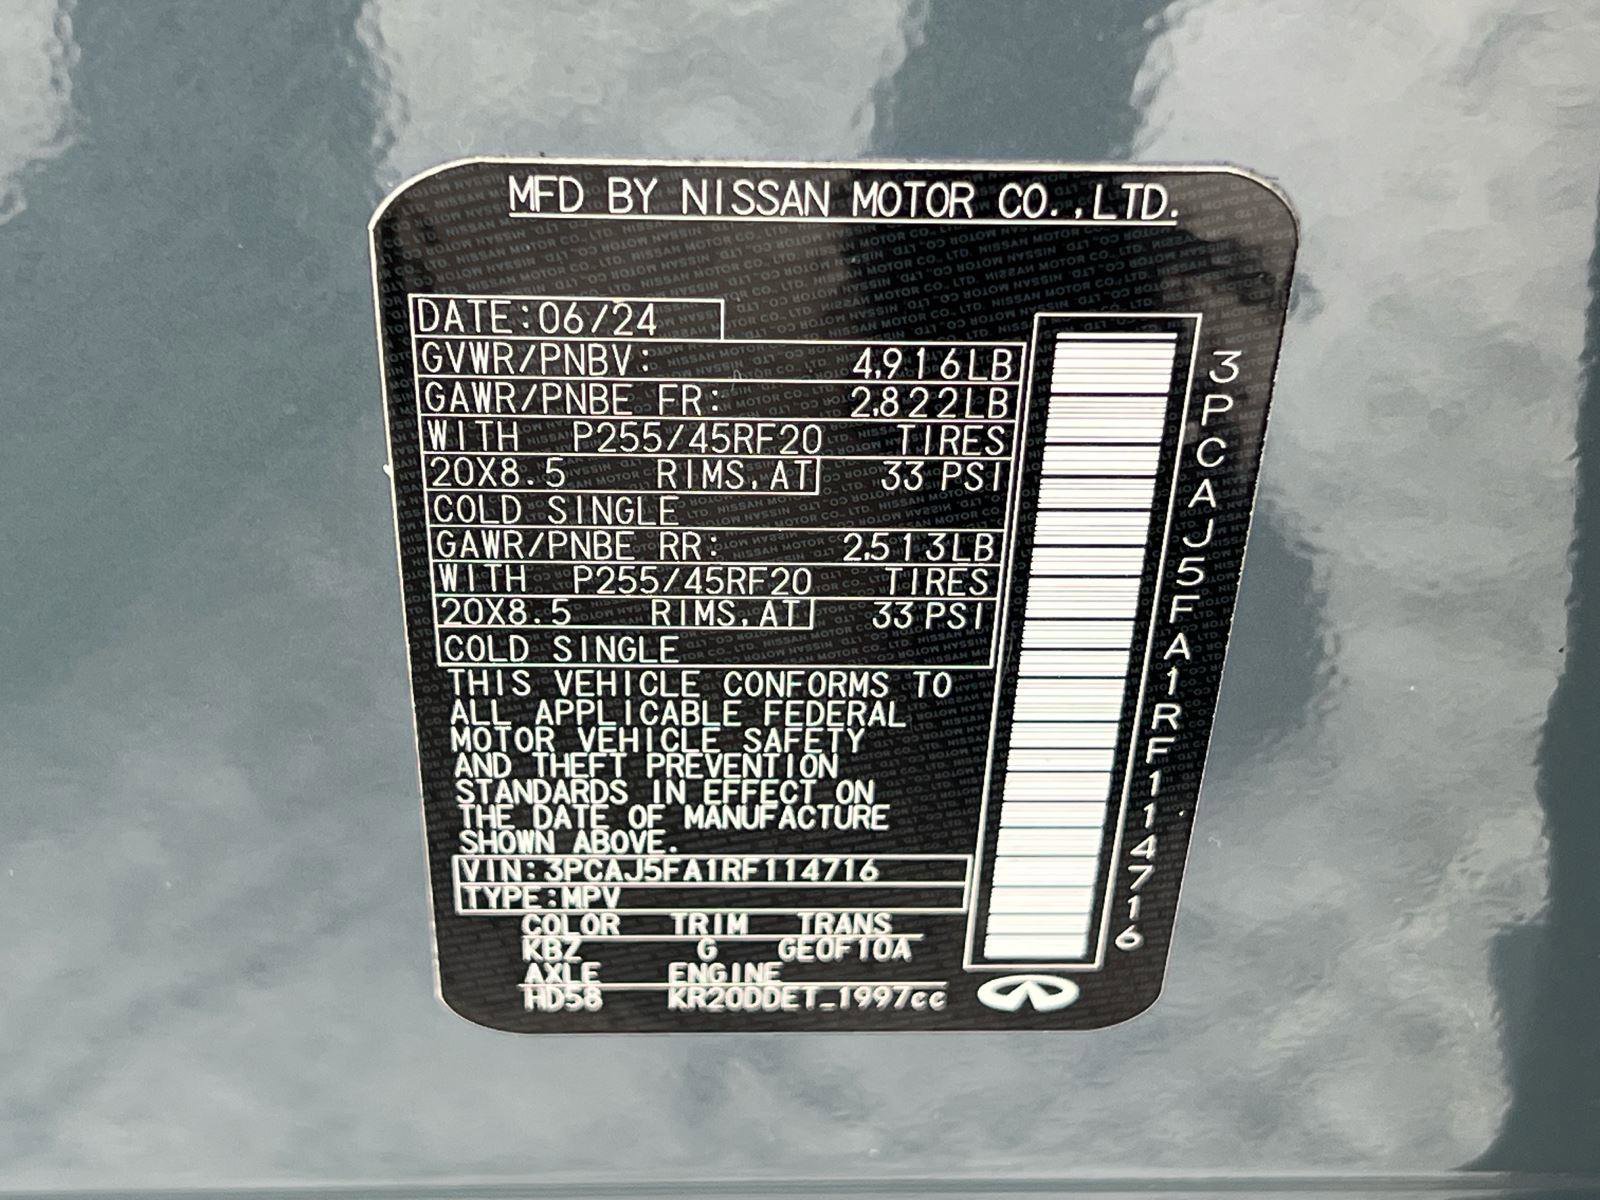 MFD BY NISSAN MOTOR CO.,LTD.
DATE:06/24
GVWR/PNBV: 4,916LB
GAWR/PNBE FR: 2,822LB
WITH P255/45RF20 TIRES
20X8.5 RIMS,AT 33 PSI
COLD SINGLE
GAWR/PNBE RR: 2,513LB
WITH P255/45RF20 TIRES
20X8.5 RIMS,AT 33 PSI
COLD SINGLE
THIS VEHICLE CONFORMS TO
ALL APPLICABLE FEDERAL
MOTOR VEHICLE SAFETY
AND THEFT PREVENTION
STANDARDS IN EFFECT ON
THE DATE OF MANUFACTURE
SHOWN ABOVE.
VIN:3PCAJ5FA1RF114716
TYPE:MPV
COLOR TRIM TRANS
KBZ G GE0F10A
AXLE ENGINE
HD58 KR20DDET_1997cc
3PCAJ5FA1RF114716